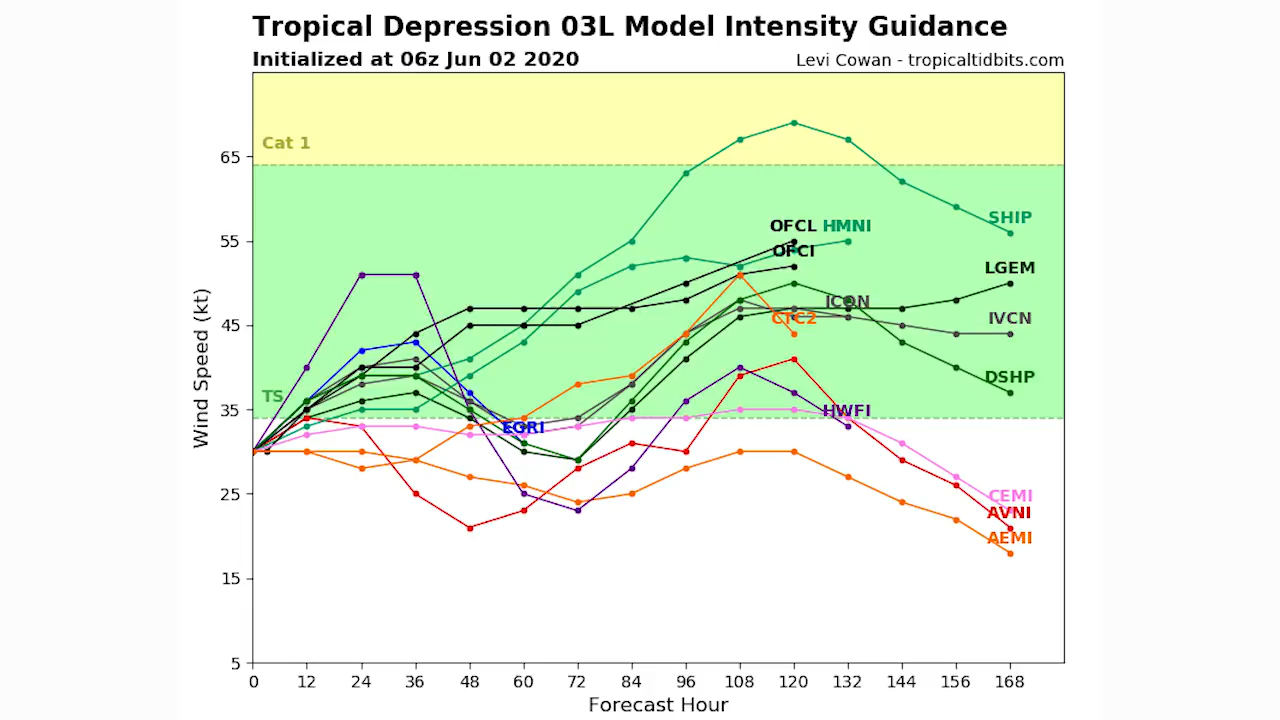 Tropical Depression 03L Model Intensity Guidance
Initialized at 06z Jun 02 2020
Levi Cowan - tropicaltidbits.com
Cat 1
65
SHIP
OFCL HMNI
55
OFCI
LGEM
ICON
45
CTC2
IVCN
DSHP
TS
35
HWFI
EGRI
25
CEMI
AVNI
AEMI
15
5
0 12 24 36 48 60 72 84 96 108 120 132 144 156 168
Wind Speed (kt)
Forecast Hour